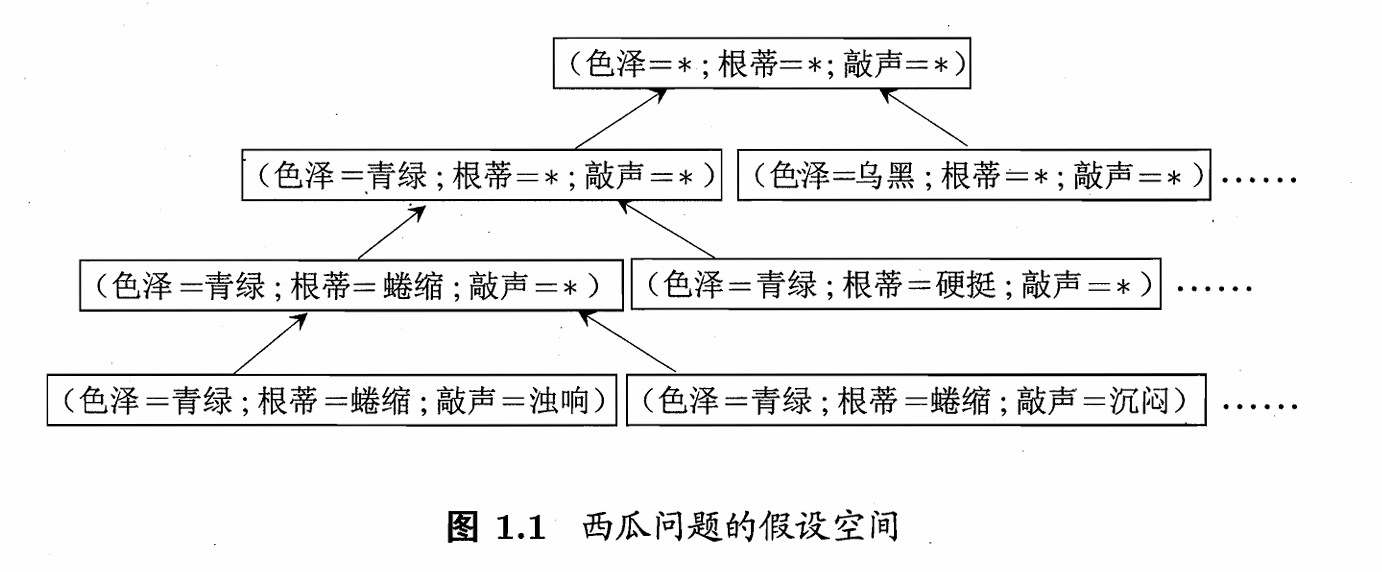 (色泽=*;根蒂=*;敲声=*)
(色泽=青绿;根蒂=*;敲声=*) (色泽=乌黑;根蒂=*;敲声=*) ······
(色泽=青绿;根蒂=蜷缩;敲声=*) (色泽=青绿;根蒂=硬挺;敲声=*) ······
(色泽=青绿;根蒂=蜷缩;敲声=浊响) (色泽=青绿;根蒂=蜷缩;敲声=沉闷) ······
图 1.1 西瓜问题的假设空间